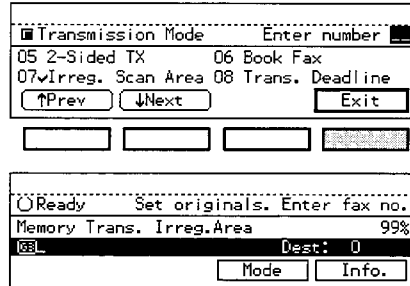 Transmission Mode Enter number
05 2-Sided TX 06 Book Fax
07✓Irreg. Scan Area 08 Trans. Deadline
↑Prev ↓Next Exit
Ready Set originals. Enter fax no.
Memory Trans. Irreg.Area 99%
G3 Dest: 0
Mode Info.